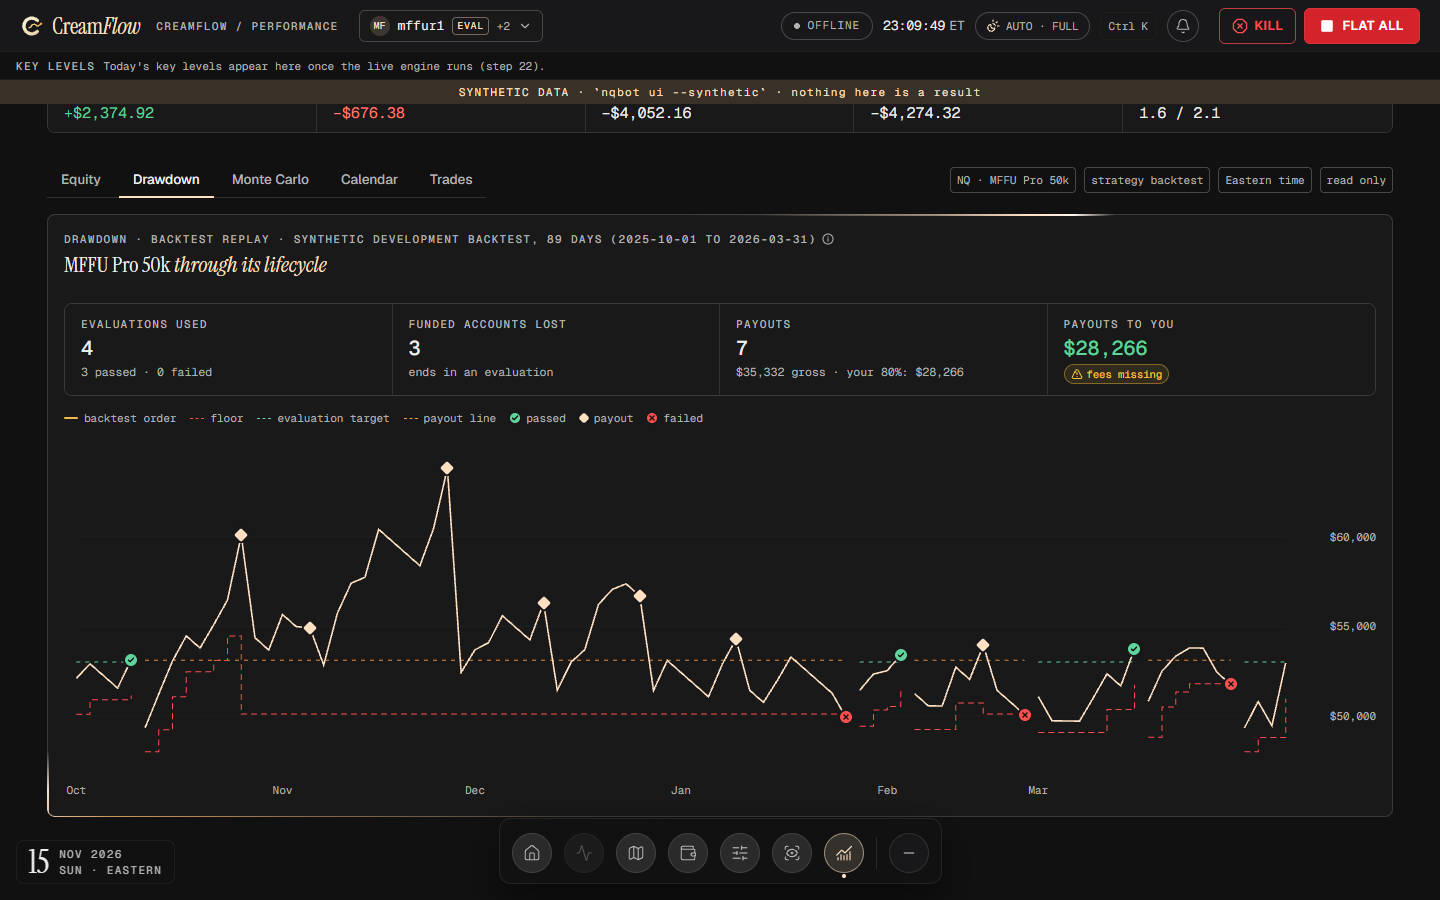 CreamFlow CREAMFLOW / PERFORMANCE MF mffur1 EVAL +2 OFFLINE 23:09:49 ET AUTO · FULL Ctrl K KILL FLAT ALL
KEY LEVELS Today's key levels appear here once the live engine runs (step 22).
SYNTHETIC DATA · `nqbot ui --synthetic` · nothing here is a result
+$2,374.92 −$676.38 −$4,052.16 −$4,274.32 1.6 / 2.1
Equity Drawdown Monte Carlo Calendar Trades NQ · MFFU Pro 50k strategy backtest Eastern time read only
DRAWDOWN · BACKTEST REPLAY · SYNTHETIC DEVELOPMENT BACKTEST, 89 DAYS (2025-10-01 TO 2026-03-31)
MFFU Pro 50k through its lifecycle
EVALUATIONS USED FUNDED ACCOUNTS LOST PAYOUTS PAYOUTS TO YOU
4 3 7 $28,266
3 passed · 0 failed ends in an evaluation $35,332 gross · your 80%: $28,266 fees missing
backtest order floor evaluation target payout line passed payout failed
$60,000
$55,000
$50,000
Oct Nov Dec Jan Feb Mar
15 NOV 2026
SUN · EASTERN